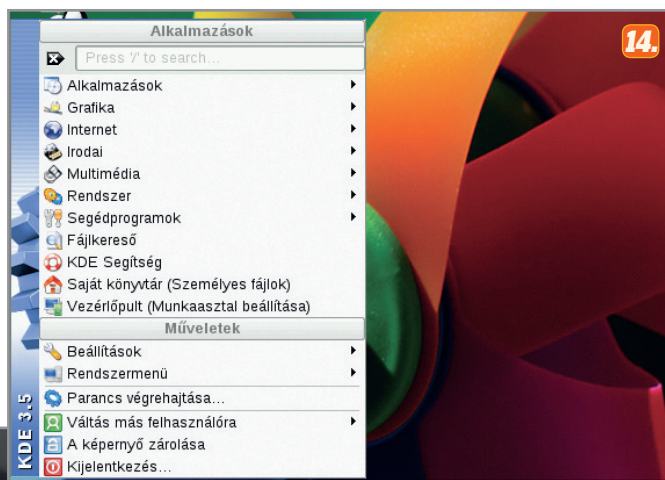 Alkalmazások
Press '/' to search...
Alkalmazások
Grafika
Internet
Irodai
Multimédia
Rendszer
Segédprogramok
Fájlkereső
KDE Segítség
Saját könyvtár (Személyes fájlok)
Vezérlőpult (Munkaasztal beállítása)
Műveletek
Beállítások
Rendszermenü
Parancs végrehajtása...
Váltás más felhasználóra
A képernyő zárolása
Kijelentkezés...
KDE 3.5
14.